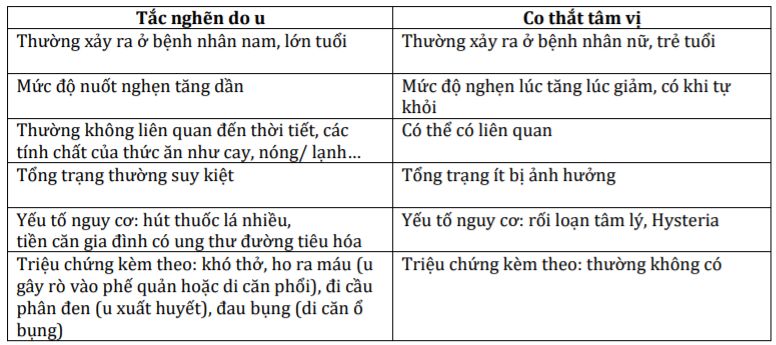 Tắc nghẽn do u
Co thắt tâm vị
Thường xảy ra ở bệnh nhân nam, lớn tuổi
Thường xảy ra ở bệnh nhân nữ, trẻ tuổi
Mức độ nuốt nghẹn tăng dần
Mức độ nghẹn lúc tăng lúc giảm, có khi tự
khỏi
Thường không liên quan đến thời tiết, các
tính chất của thức ăn như cay, nóng/ lạnh…
Có thể có liên quan
Tổng trạng thường suy kiệt
Tổng trạng ít bị ảnh hưởng
Yếu tố nguy cơ: hút thuốc lá nhiều,
tiền căn gia đình có ung thư đường tiêu hóa
Yếu tố nguy cơ: rối loạn tâm lý, Hysteria
Triệu chứng kèm theo: khó thở, ho ra máu (u
gây rò vào phế quản hoặc di căn phổi), đi cầu
phân đen (u xuất huyết), đau bụng (di căn ổ
bụng)
Triệu chứng kèm theo: thường không có